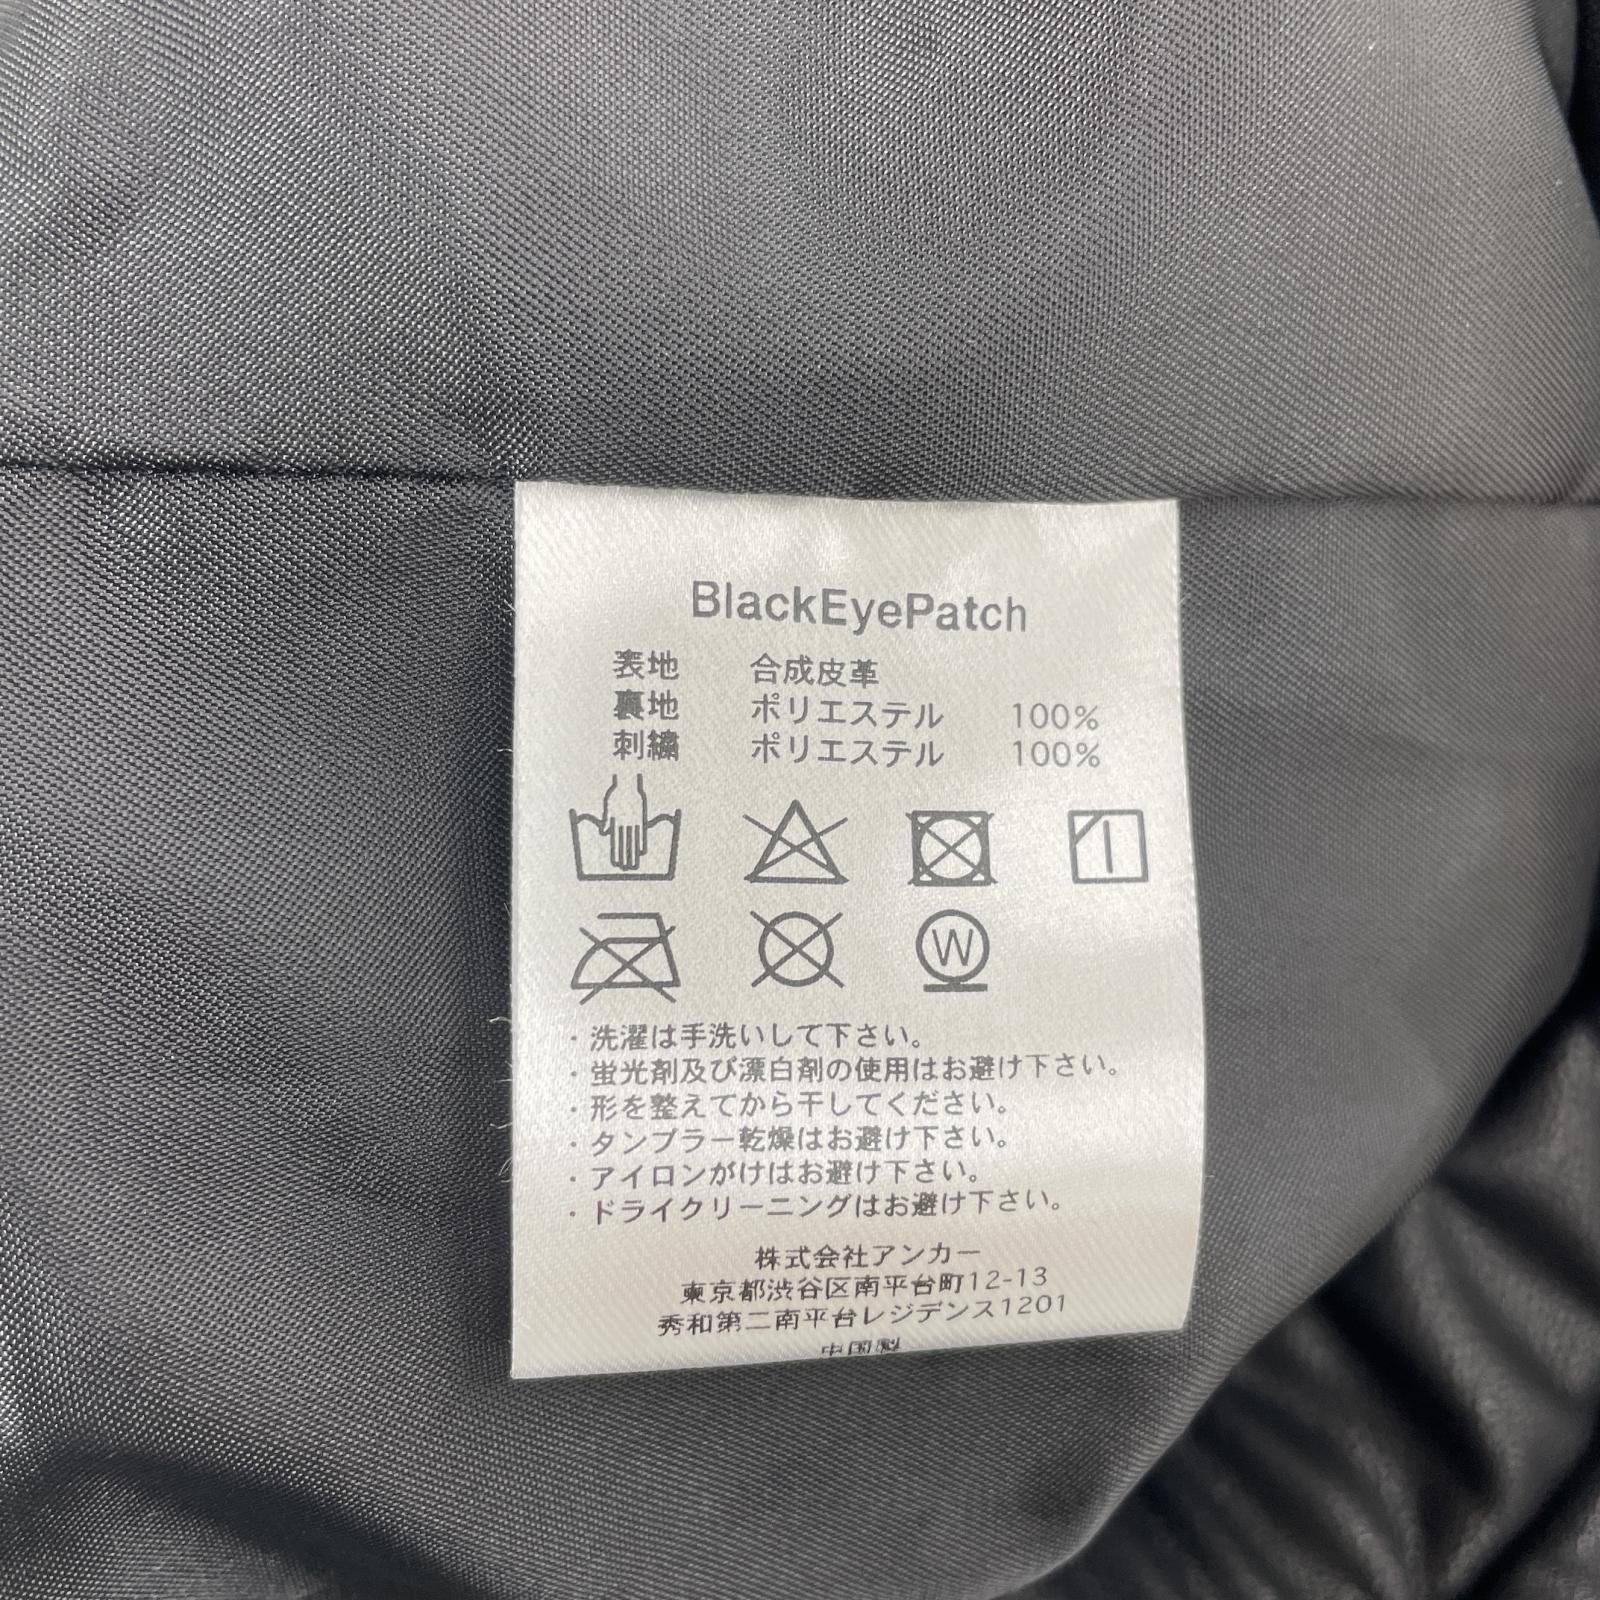 BlackEyePatch
表地 合成皮革
裏地 ポリエステル 100%
刺繍 ポリエステル 100%
W
・洗濯は手洗いして下さい。
・蛍光剤及び漂白剤の使用はお避け下さい。
・形を整えてから干してください。
・タンブラー乾燥はお避け下さい。
・アイロンがけはお避け下さい。
・ドライクリーニングはお避け下さい。
株式会社アンカー
東京都渋谷区南平台町12-13
秀和第二南平台レジデンス1201
中国製